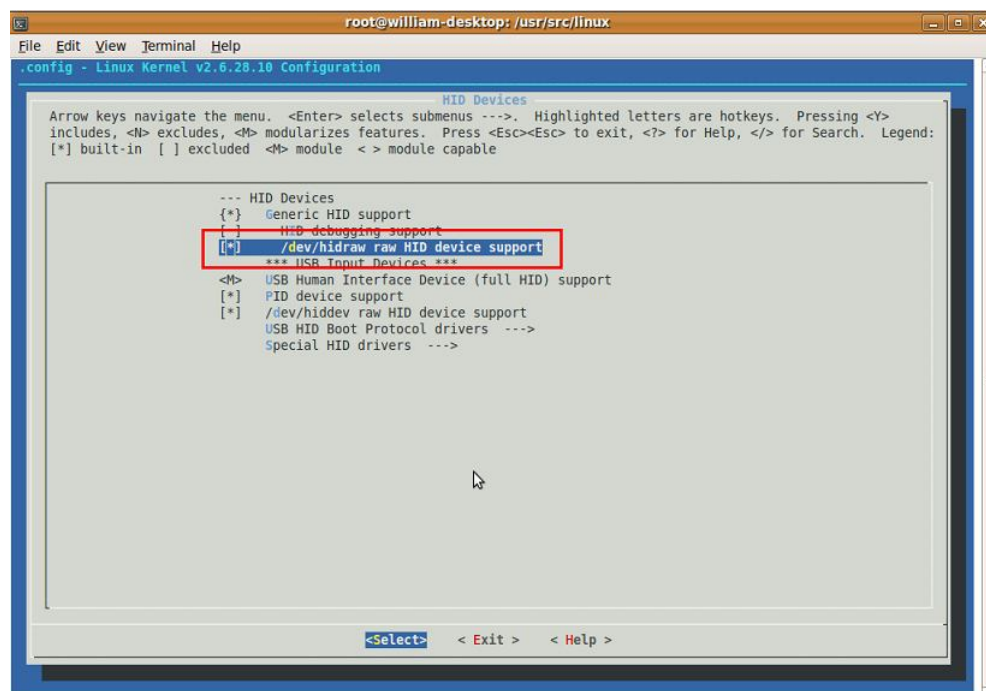 root@william-desktop: /usr/src/linux
File Edit View Terminal Help
.config - Linux Kernel v2.6.28.10 Configuration
HID Devices
Arrow keys navigate the menu. <Enter> selects submenus --->. Highlighted letters are hotkeys. Pressing <Y>
includes, <N> excludes, <M> modularizes features. Press <Esc><Esc> to exit, <?> for Help, </> for Search. Legend:
[*] built-in [ ] excluded <M> module < > module capable
--- HID Devices
{*} Generic HID support
[ ] HID debugging support
[*] /dev/hidraw raw HID device support
*** USB Input Devices ***
<M> USB Human Interface Device (full HID) support
[*] PID device support
[*] /dev/hiddev raw HID device support
USB HID Boot Protocol drivers --->
Special HID drivers --->
<Select> < Exit > < Help >